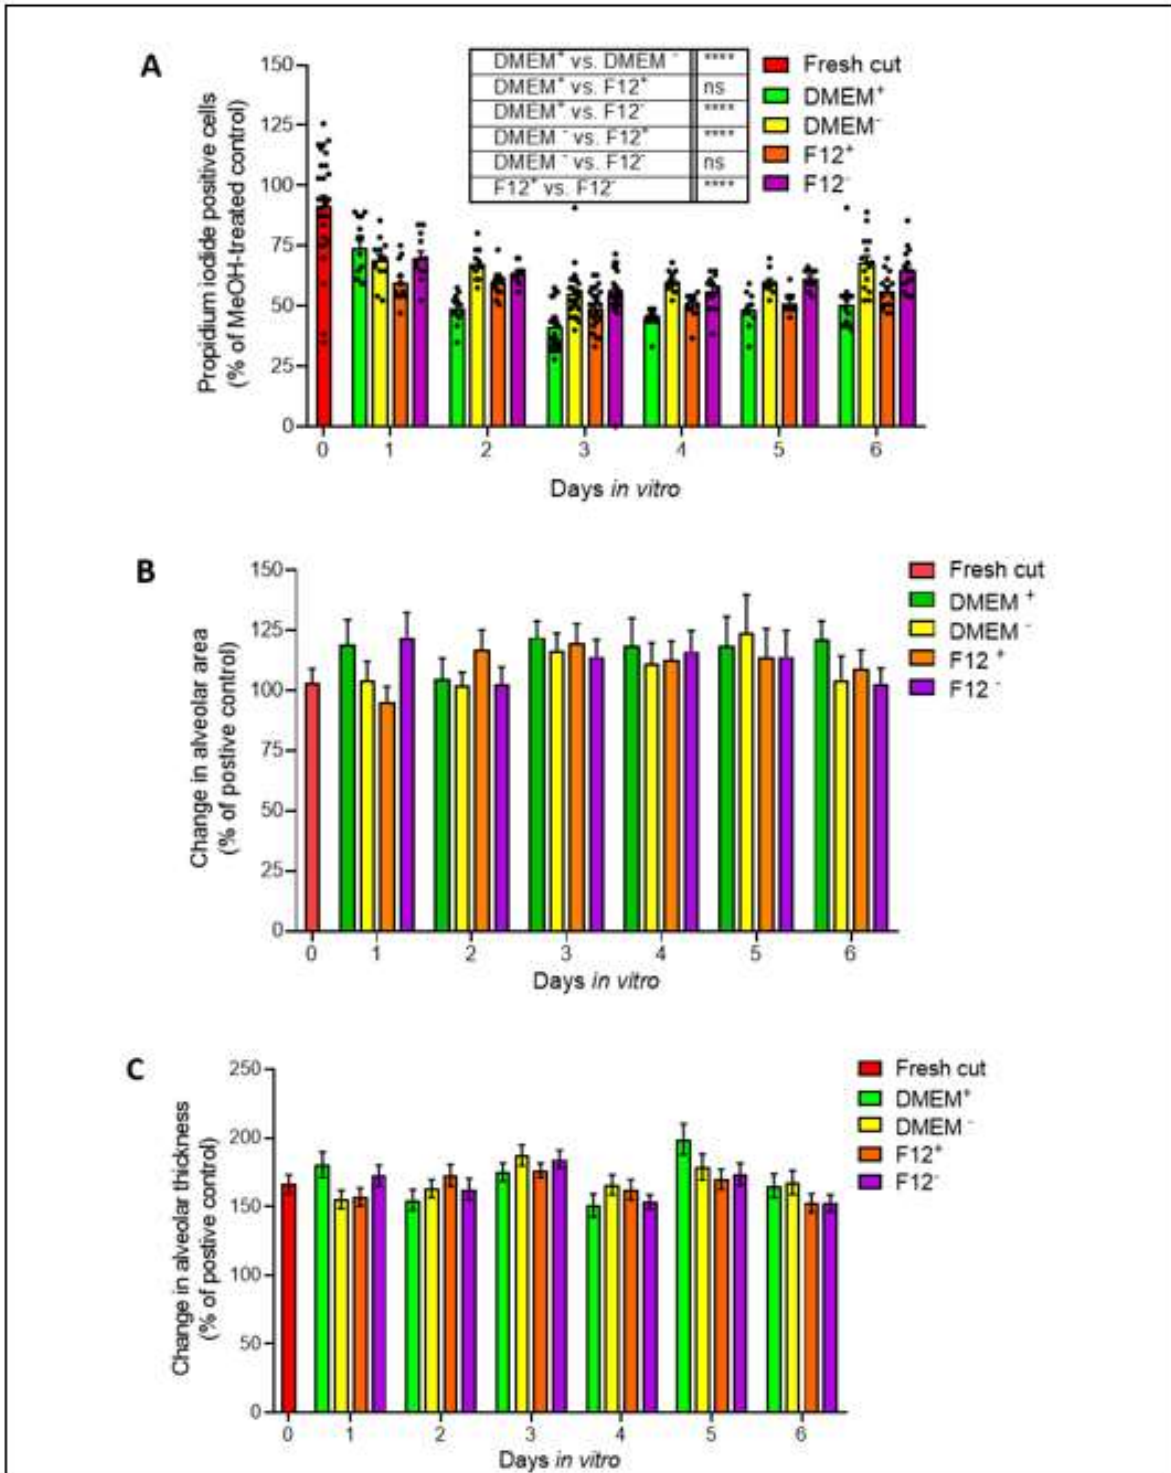 A
Propidium iodide positive cells
(% of MeOH-treated control)
150
125
100
75
50
25
0
DMEM⁺ vs. DMEM ⁻ ****
DMEM⁺ vs. F12⁺ ns
DMEM⁺ vs. F12⁻ ****
DMEM ⁻ vs. F12⁺ ****
DMEM ⁻ vs. F12⁻ ns
F12⁺ vs. F12⁻ ****
Fresh cut
DMEM⁺
DMEM⁻
F12⁺
F12⁻
0 1 2 3 4 5 6
Days in vitro
B
Change in alveolar area
(% of postive control)
150
125
100
75
50
25
0
Fresh cut
DMEM ⁺
DMEM ⁻
F12 ⁺
F12 ⁻
0 1 2 3 4 5 6
Days in vitro
C
Change in alveolar thickness
(% of postive control)
250
200
150
100
50
0
Fresh cut
DMEM⁺
DMEM ⁻
F12⁺
F12⁻
0 1 2 3 4 5 6
Days in vitro